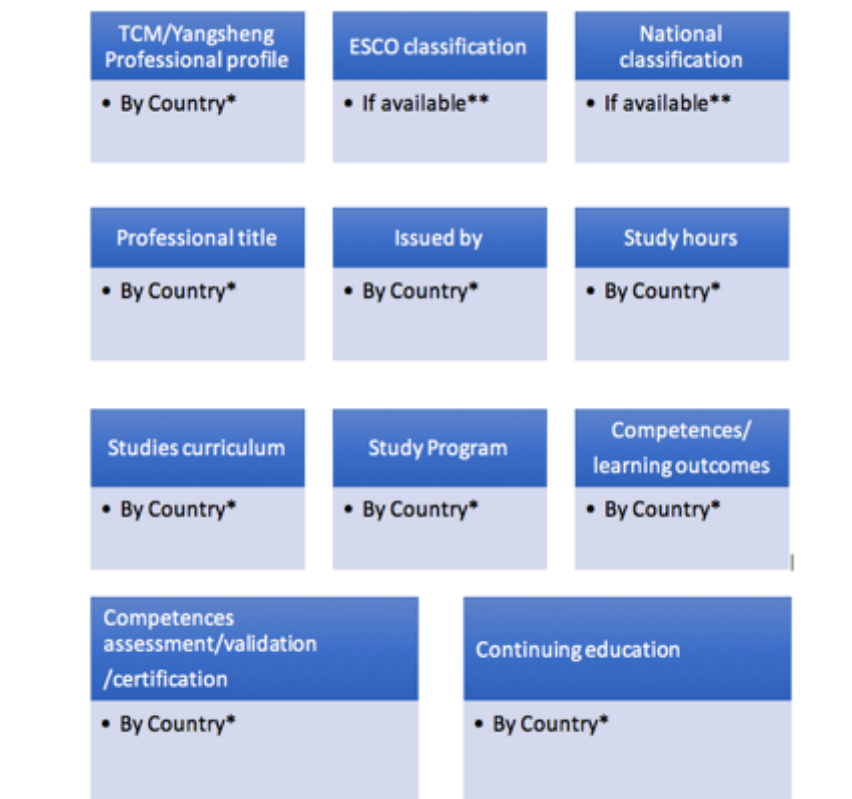 TCM/Yangsheng
Professional profile
• By Country*
ESCO classification
• If available**
National
classification
• If available**
Professional title
• By Country*
Issued by
• By Country*
Study hours
• By Country*
Studies curriculum
• By Country*
Study Program
• By Country*
Competences/
learning outcomes
• By Country*
Competences
assessment/validation
/certification
• By Country*
Continuing education
• By Country*